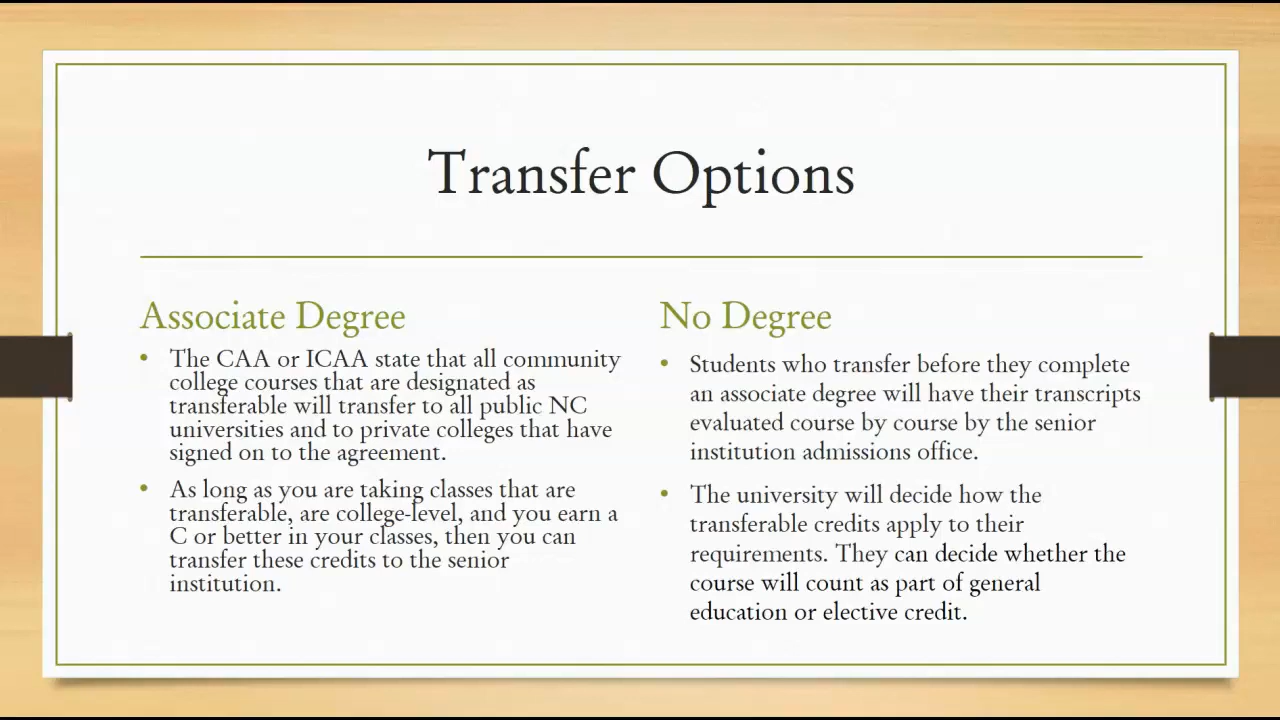 Transfer Options
Associate Degree
• The CAA or ICAA state that all community
college courses that are designated as
transferable will transfer to all public NC
universities and to private colleges that have
signed on to the agreement.
• As long as you are taking classes that are
transferable, are college-level, and you earn a
C or better in your classes, then you can
transfer these credits to the senior
institution.
No Degree
• Students who transfer before they complete
an associate degree will have their transcripts
evaluated course by course by the senior
institution admissions office.
• The university will decide how the
transferable credits apply to their
requirements. They can decide whether the
course will count as part of general
education or elective credit.